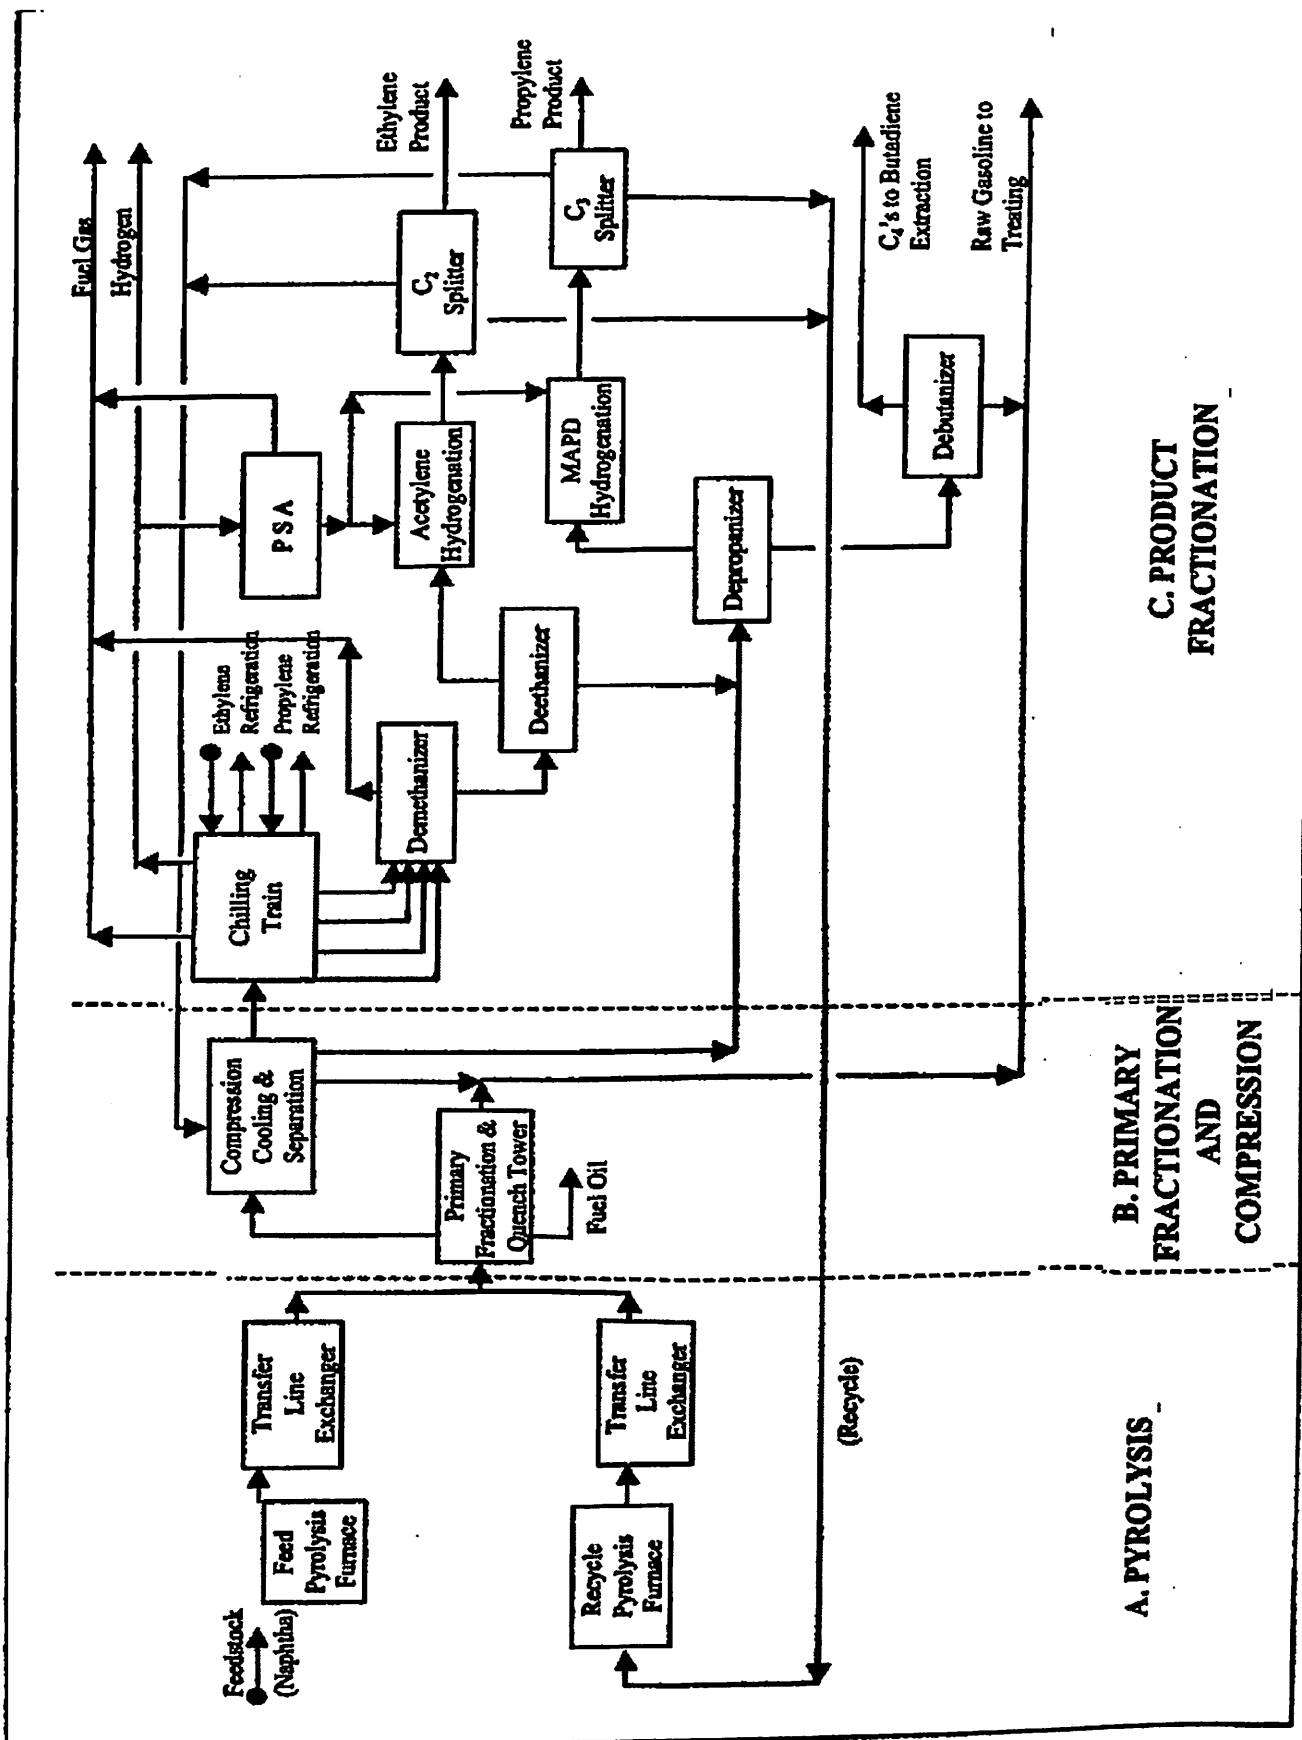 Feedstock
(Naphtha)
Feed
Pyrolysis
Furnace
Transfer
Line
Exchanger
Recycle
Pyrolysis
Furnace
Transfer
Line
Exchanger
(Recycle)
A. PYROLYSIS
Compression
Cooling &
Separation
Primary
Fractionation &
Quench Tower
Fuel Oil
B. PRIMARY
FRACTIONATION
AND
COMPRESSION
Fuel Gas
Hydrogen
Chilling
Train
Ethylene
Refrigeration
Propylene
Refrigeration
Demethanizer
Deethanizer
Depropanizer
Debutanizer
P S A
Acetylene
Hydrogenation
MAPD
Hydrogenation
C₂
Splitter
C₃
Splitter
Ethylene
Product
Propylene
Product
C₄'s to Butadiene
Extraction
Raw Gasoline to
Treating
C. PRODUCT
FRACTIONATION